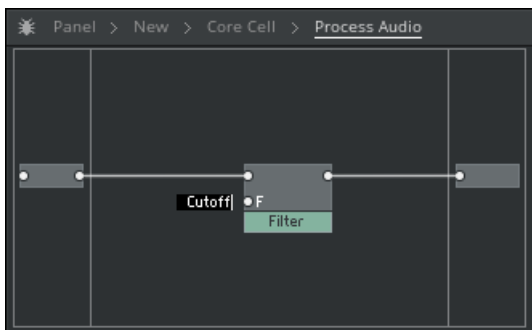 Panel > New > Core Cell > Process Audio
Cutoff F
Filter